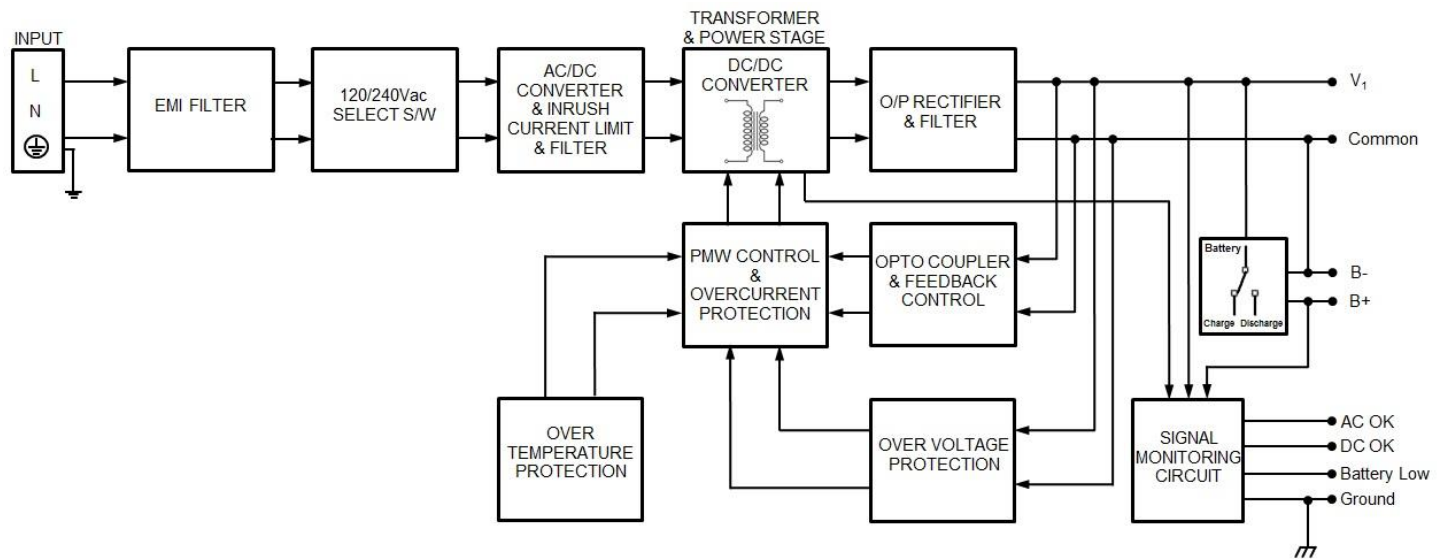 TRANSFORMER
& POWER STAGE
INPUT
L
N
EMI FILTER
120/240Vac
SELECT S/W
AC/DC
CONVERTER
& INRUSH
CURRENT LIMIT
& FILTER
DC/DC
CONVERTER
O/P RECTIFIER
& FILTER
V₁
Common
PMW CONTROL
&
OVERCURRENT
PROTECTION
OPTO COUPLER
& FEEDBACK
CONTROL
Battery
Charge Discharge
B-
B+
OVER
TEMPERATURE
PROTECTION
OVER VOLTAGE
PROTECTION
SIGNAL
MONITORING
CIRCUIT
AC OK
DC OK
Battery Low
Ground